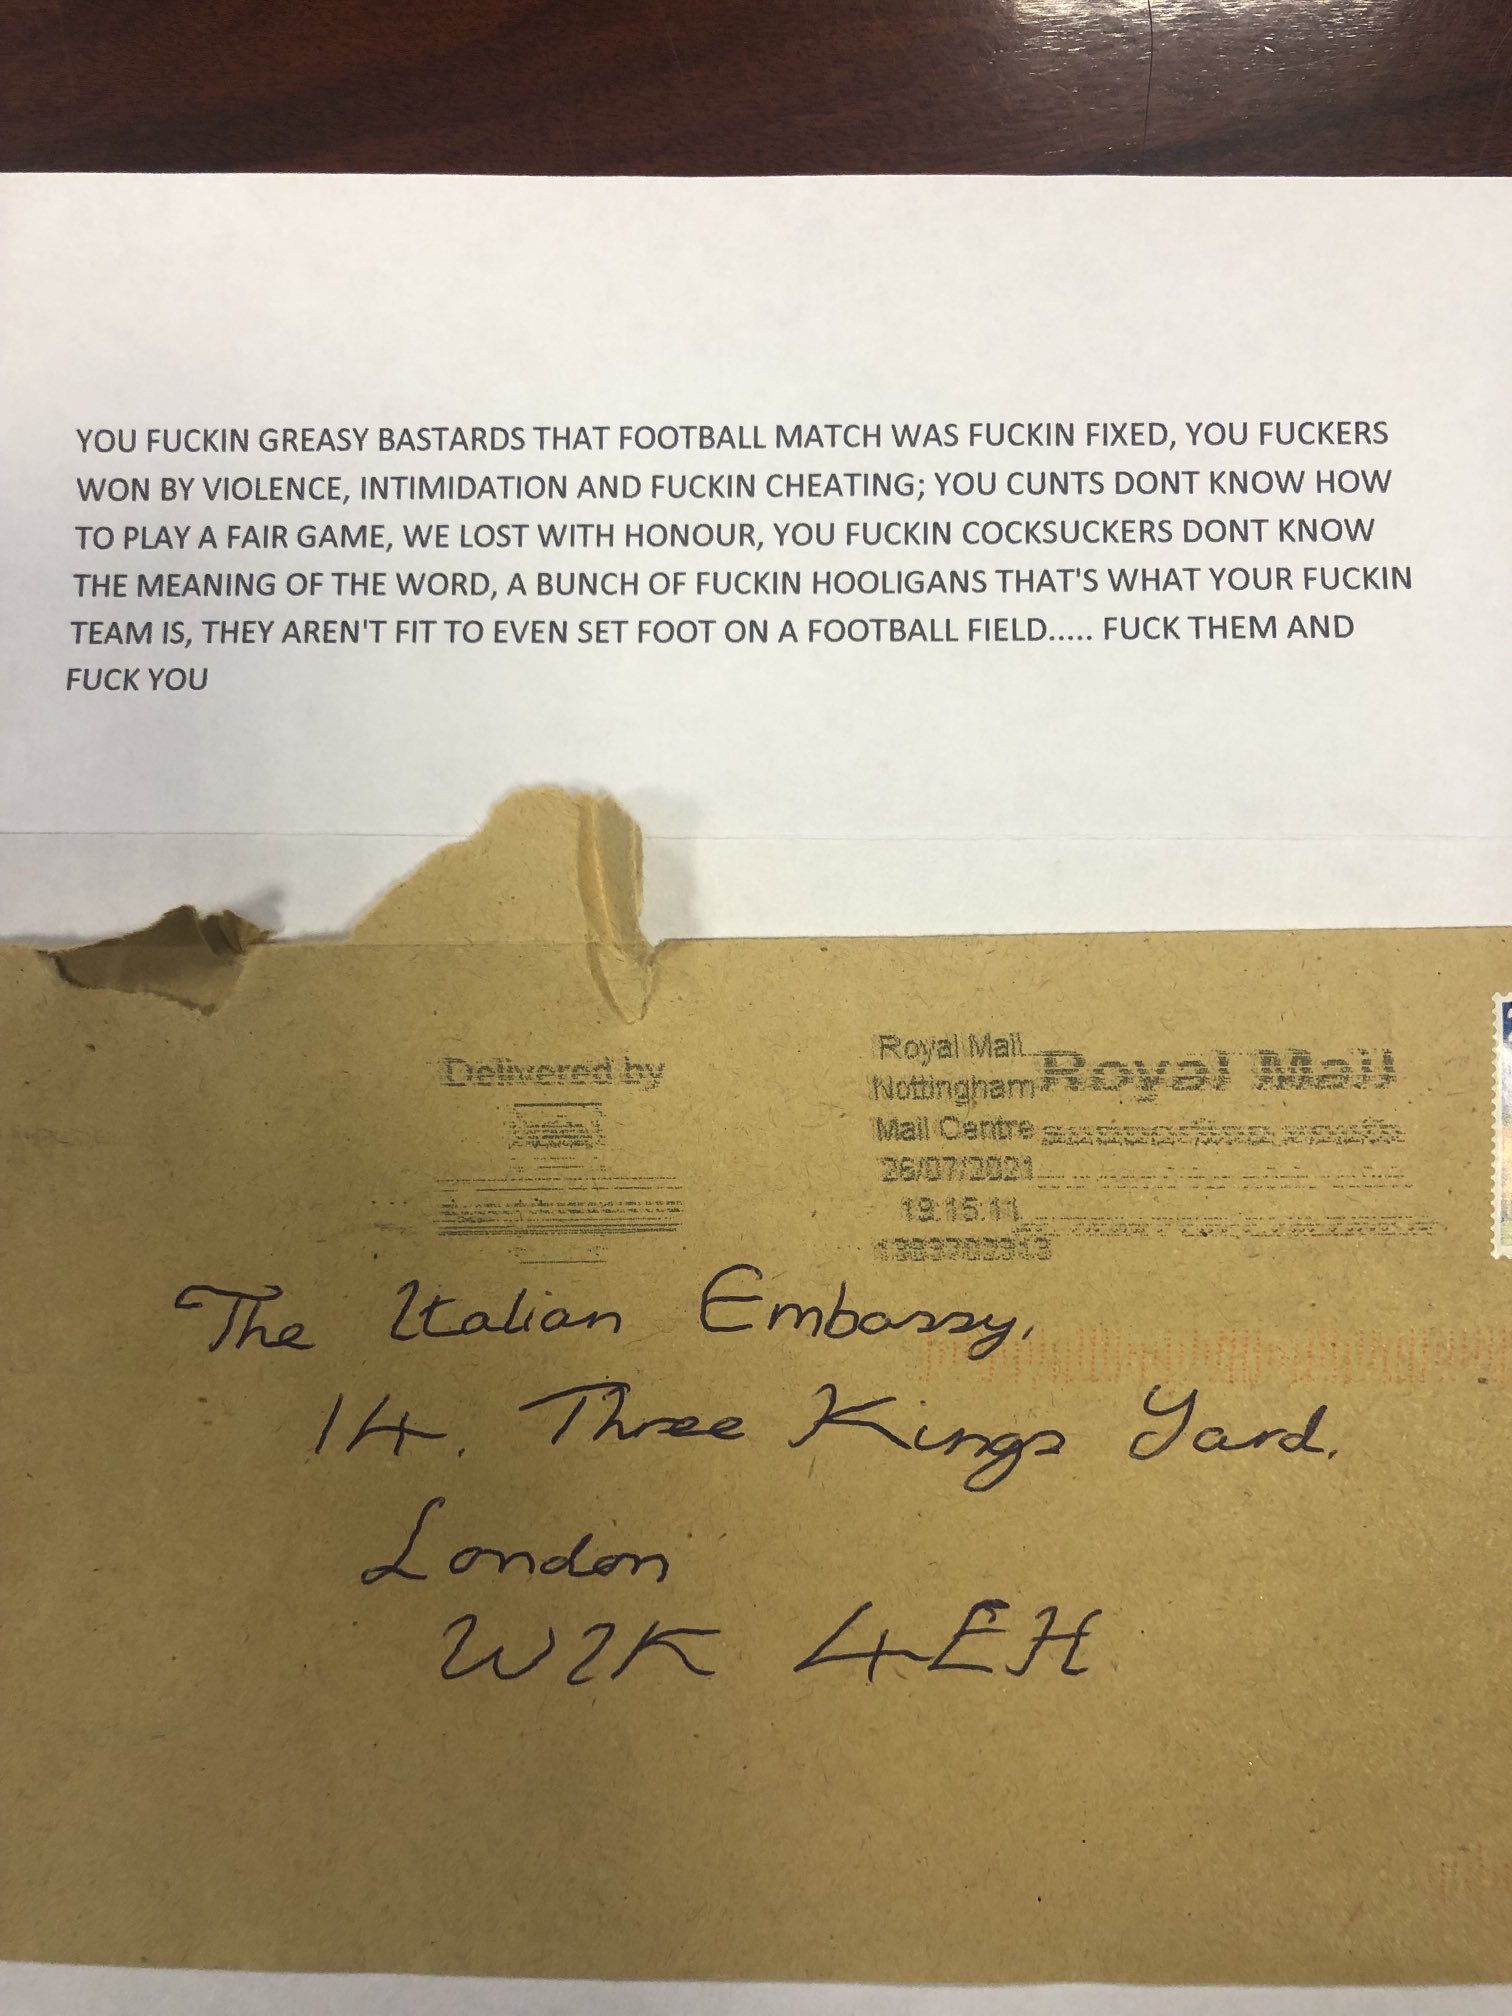 YOU FUCKIN GREASY BASTARDS THAT FOOTBALL MATCH WAS FUCKIN FIXED, YOU FUCKERS
WON BY VIOLENCE, INTIMIDATION AND FUCKIN CHEATING; YOU CUNTS DONT KNOW HOW
TO PLAY A FAIR GAME, WE LOST WITH HONOUR, YOU FUCKIN COCKSUCKERS DONT KNOW
THE MEANING OF THE WORD, A BUNCH OF FUCKIN HOOLIGANS THAT'S WHAT YOUR FUCKIN
TEAM IS, THEY AREN'T FIT TO EVEN SET FOOT ON A FOOTBALL FIELD..... FUCK THEM AND
FUCK YOU
Delivered by
Royal Mail
Nottingham
Mail Centre
26/07/2021
19:15:11
Royal Mail
The Italian Embassy,
14, Three Kings Yard,
London
W1K 4EH